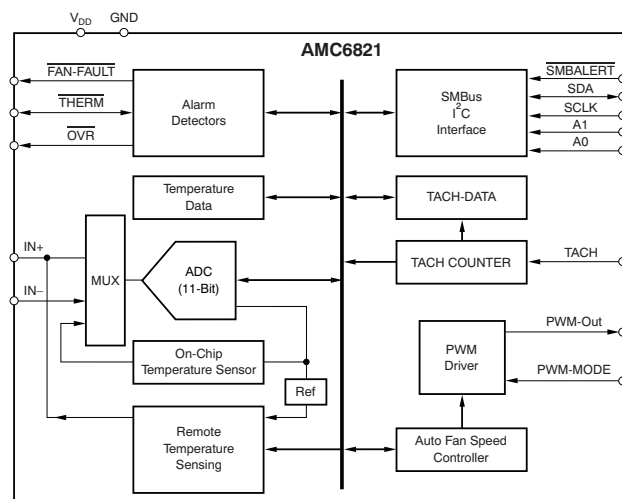 VDD
GND
AMC6821
FAN-FAULT
THERM
OVR
Alarm
Detectors
SMBus
I2C
Interface
SMBALERT
SDA
SCLK
A1
A0
Temperature
Data
TACH-DATA
IN+
IN–
MUX
ADC
(11-Bit)
TACH COUNTER
TACH
On-Chip
Temperature Sensor
Ref
PWM
Driver
PWM-Out
PWM-MODE
Remote
Temperature
Sensing
Auto Fan Speed
Controller